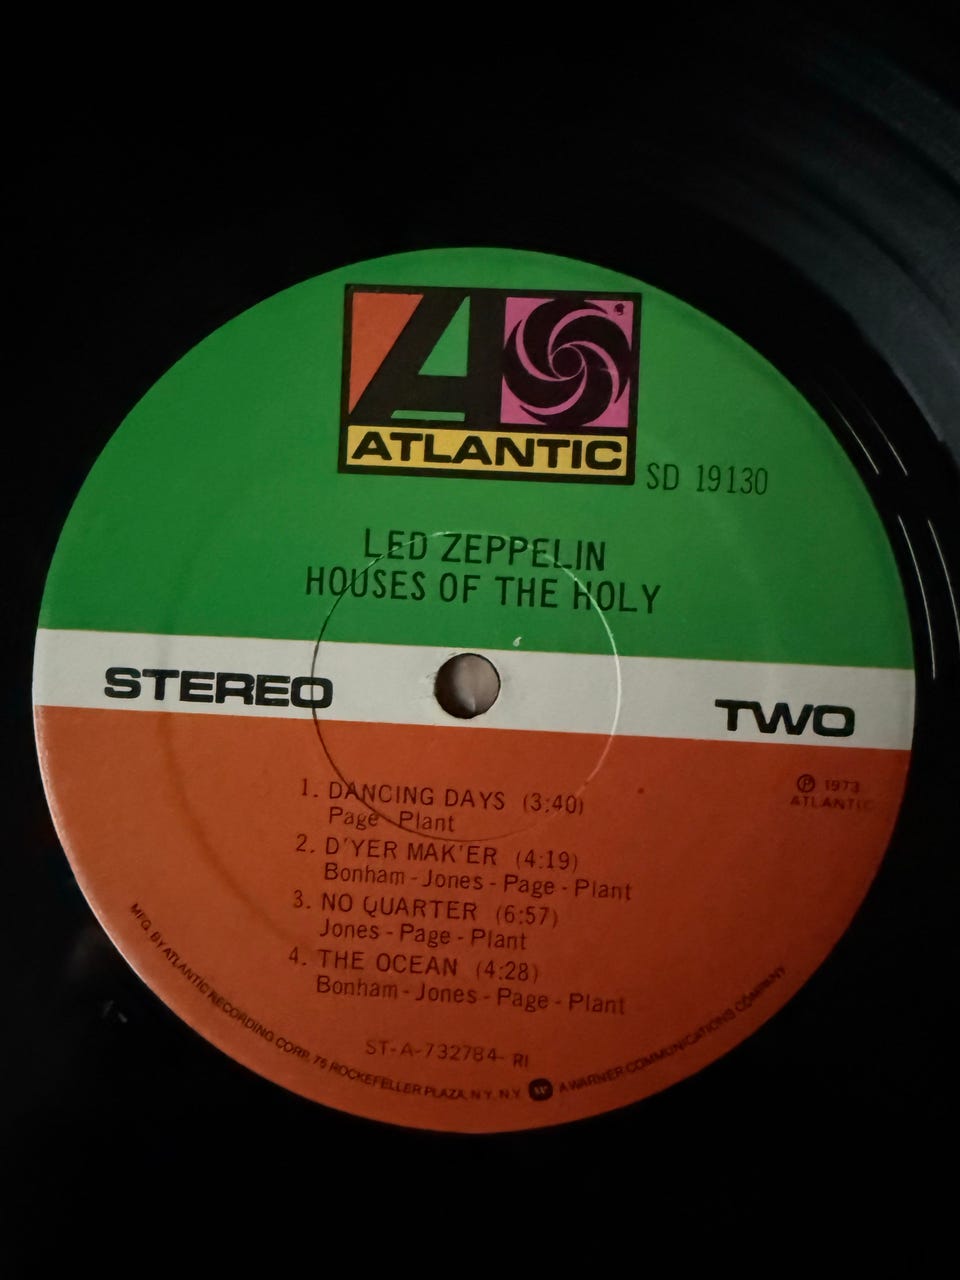 ATLANTIC
SD 19130
LED ZEPPELIN
HOUSES OF THE HOLY
STEREO
TWO
℗ 1973
ATLANTIC
1. DANCING DAYS (3:40)
Page - Plant
2. D'YER MAK'ER (4:19)
Bonham - Jones - Page - Plant
3. NO QUARTER (6:57)
Jones - Page - Plant
4. THE OCEAN (4:28)
Bonham - Jones - Page - Plant
ST-A-732784- RI
MFG. BY ATLANTIC RECORDING CORP. 75 ROCKEFELLER PLAZA, N.Y. N.Y. W A WARNER COMMUNICATIONS COMPANY